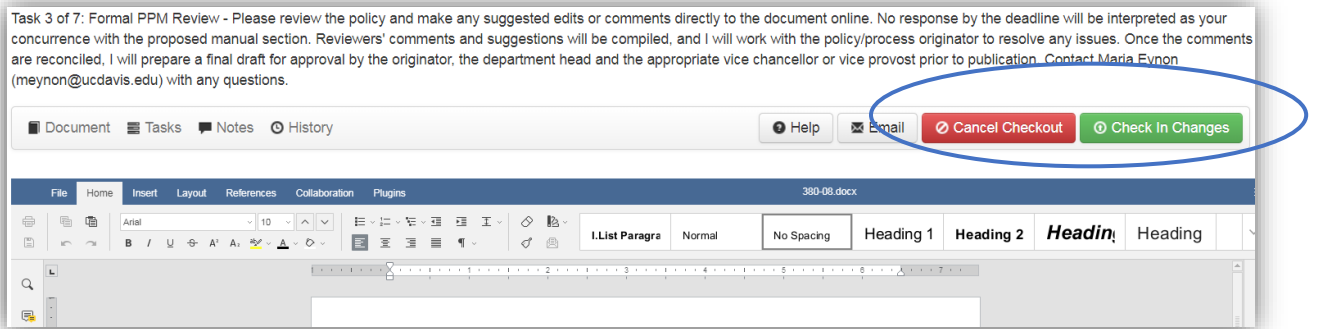 Task 3 of 7: Formal PPM Review - Please review the policy and make any suggested edits or comments directly to the document online. No response by the deadline will be interpreted as your
concurrence with the proposed manual section. Reviewers' comments and suggestions will be compiled, and I will work with the policy/process originator to resolve any issues. Once the comments
are reconciled, I will prepare a final draft for approval by the originator, the department head and the appropriate vice chancellor or vice provost prior to publication. Contact Maria Eynon
(meynon@ucdavis.edu) with any questions.
Document Tasks Notes History Help Email Cancel Checkout Check In Changes
File Home Insert Layout References Collaboration Plugins 380-08.docx
Arial 10
B I U S A² A₂ A
I.List Paragra Normal No Spacing Heading 1 Heading 2 Heading Heading
1 2 3 4 5 6 7